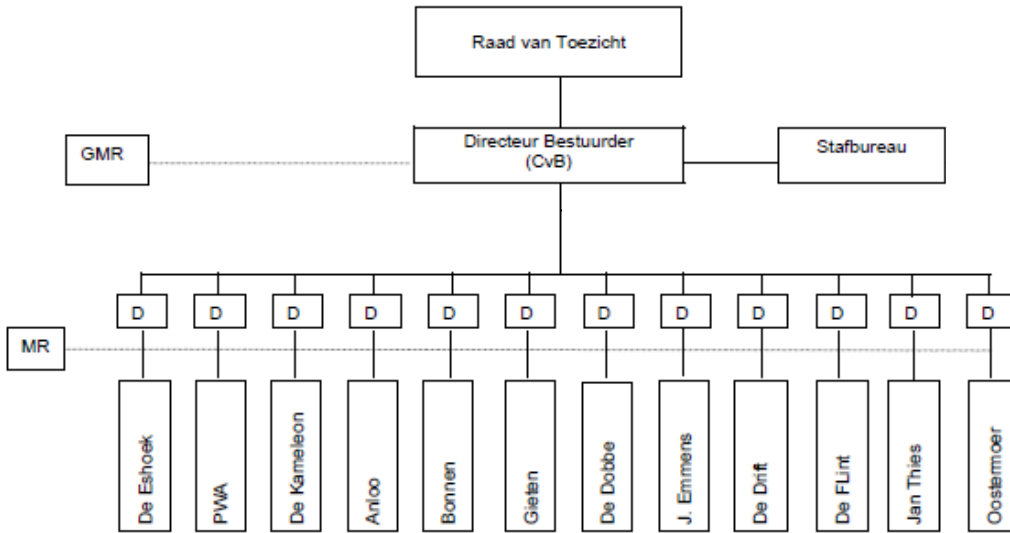 Raad van Toezicht
GMR
Directeur Bestuurder
(CvB)
Stafbureau
D
D
D
D
D
D
D
D
D
D
D
D
MR
De Eshoek
PWA
De Kameleon
Anloo
Bonnen
Gieten
De Dobbe
J. Emmens
De Drift
De FLint
Jan Thies
Oostermoer